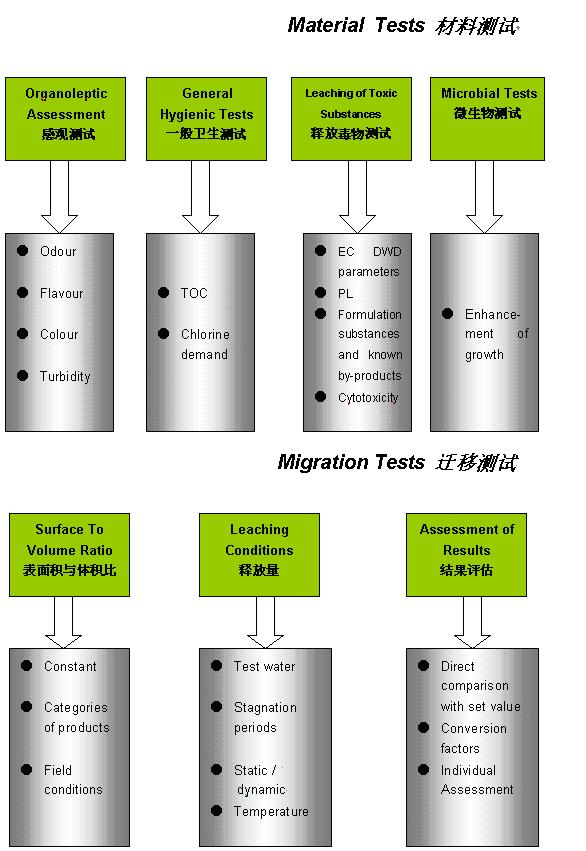 Material Tests 材料测试
Organoleptic
Assessment
感观测试
General
Hygienic Tests
一般卫生测试
Leaching of Toxic
Substances
释放毒物测试
Microbial Tests
微生物测试
Odour
Flavour
Colour
Turbidity
TOC
Chlorine
demand
EC DWD
parameters
PL
Formulation
substances
and known
by-products
Cytotoxicity
Enhance-
ment of
growth
Migration Tests 迁移测试
Surface To
Volume Ratio
表面积与体积比
Leaching
Conditions
释放量
Assessment of
Results
结果评估
Constant
Categories
of products
Field
conditions
Test water
Stagnation
periods
Static /
dynamic
Temperature
Direct
comparison
with set value
Conversion
factors
Individual
Assessment